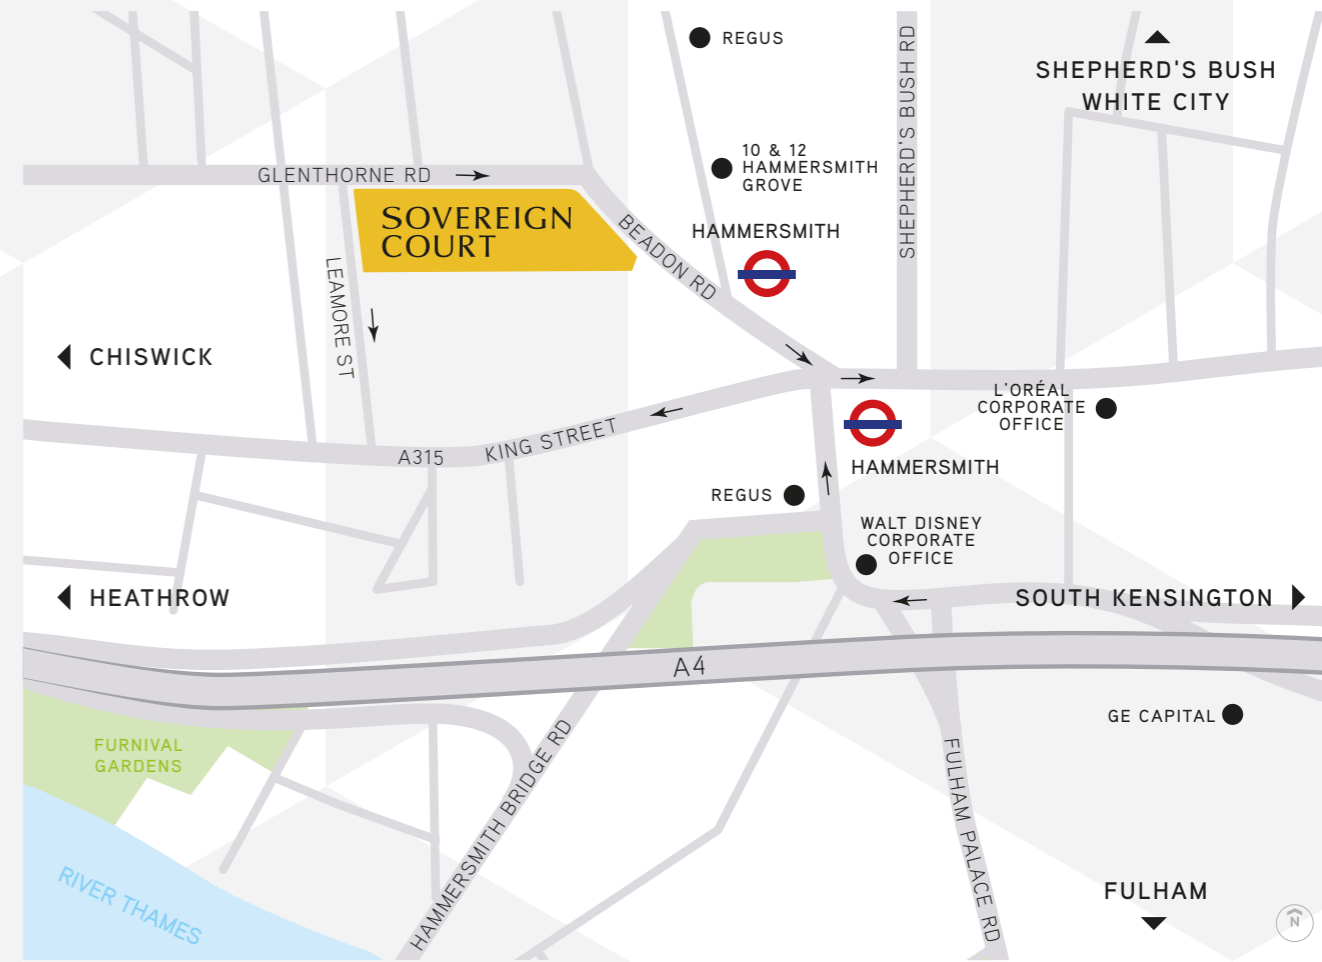 REGUS
SHEPHERD'S BUSH RD
SHEPHERD'S BUSH
WHITE CITY
10 & 12
HAMMERSMITH
GROVE
GLENTHORNE RD
SOVEREIGN
COURT
BEADON RD
HAMMERSMITH
LEAMORE ST
CHISWICK
L'ORÉAL
CORPORATE
OFFICE
KING STREET
A315
HAMMERSMITH
REGUS
WALT DISNEY
CORPORATE
OFFICE
HEATHROW
SOUTH KENSINGTON
A4
GE CAPITAL
FURNIVAL
GARDENS
HAMMERSMITH BRIDGE RD
FULHAM PALACE RD
RIVER THAMES
FULHAM
N